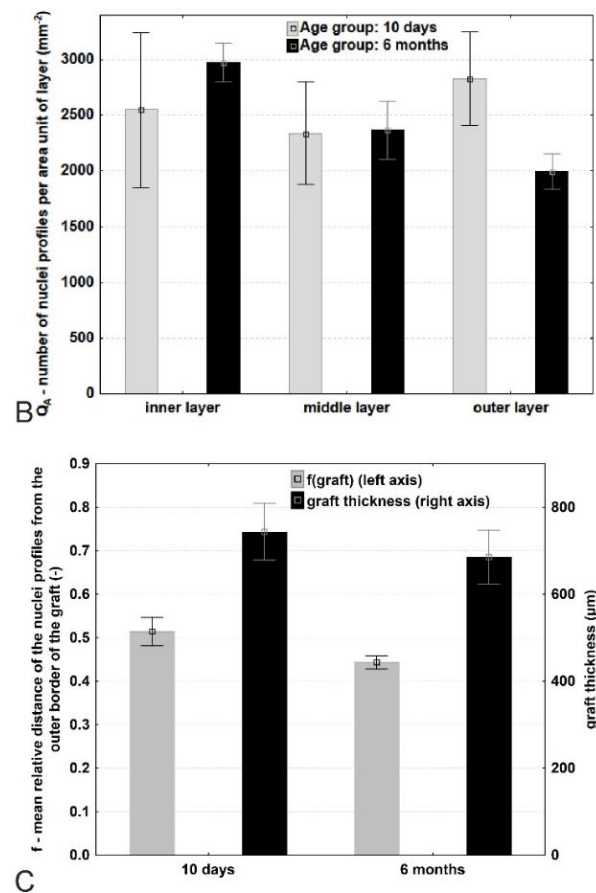 Q_A - number of nuclei profiles per area unit of layer (mm⁻²)
3000
2500
2000
1500
1000
500
0
Age group: 10 days
Age group: 6 months
inner layer middle layer outer layer
B
f - mean relative distance of the nuclei profiles from the
outer border of the graft (-)
0.9
0.8
0.7
0.6
0.5
0.4
0.3
0.2
0.1
0.0
f(graft) (left axis)
graft thickness (right axis)
800
600
400
200
0
graft thickness (µm)
10 days 6 months
C